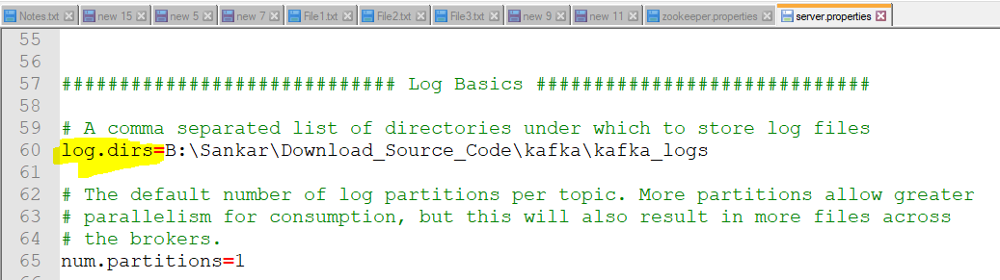 Notes.txt new 15 new 5 new 7 File1.txt File2.txt File3.txt new 9 new 11 zookeeper.properties server.properties
55
56
57 ############################# Log Basics #############################
58
59 # A comma separated list of directories under which to store log files
60 log.dirs=B:\Sankar\Download_Source_Code\kafka\kafka_logs
61
62 # The default number of log partitions per topic. More partitions allow greater
63 # parallelism for consumption, but this will also result in more files across
64 # the brokers.
65 num.partitions=1